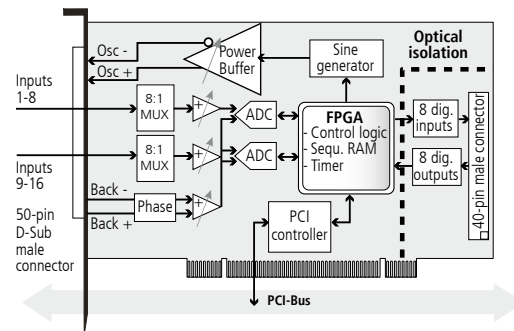 Osc -
Osc +
Power
Buffer
Sine
generator
Optical
isolation
Inputs
1-8
8:1
MUX
+
ADC
FPGA
- Control logic
- Sequ. RAM
- Timer
8 dig.
inputs
8:1
MUX
+
ADC
8 dig.
outputs
40-pin male connector
Inputs
9-16
Back -
Phase
+
Back +
PCI
controller
50-pin
D-Sub
male
connector
PCI-Bus